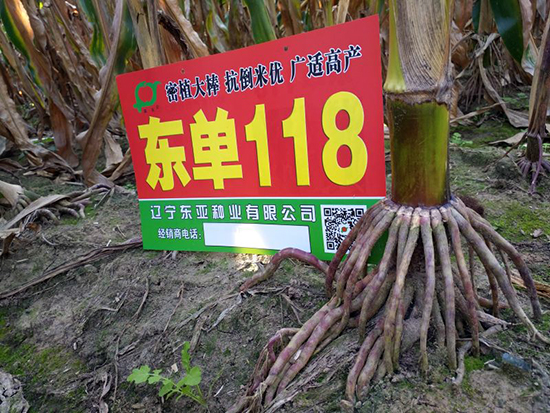 密植大棒 抗倒米优 广适高产
东单118
辽宁东亚种业有限公司
经销商电话: